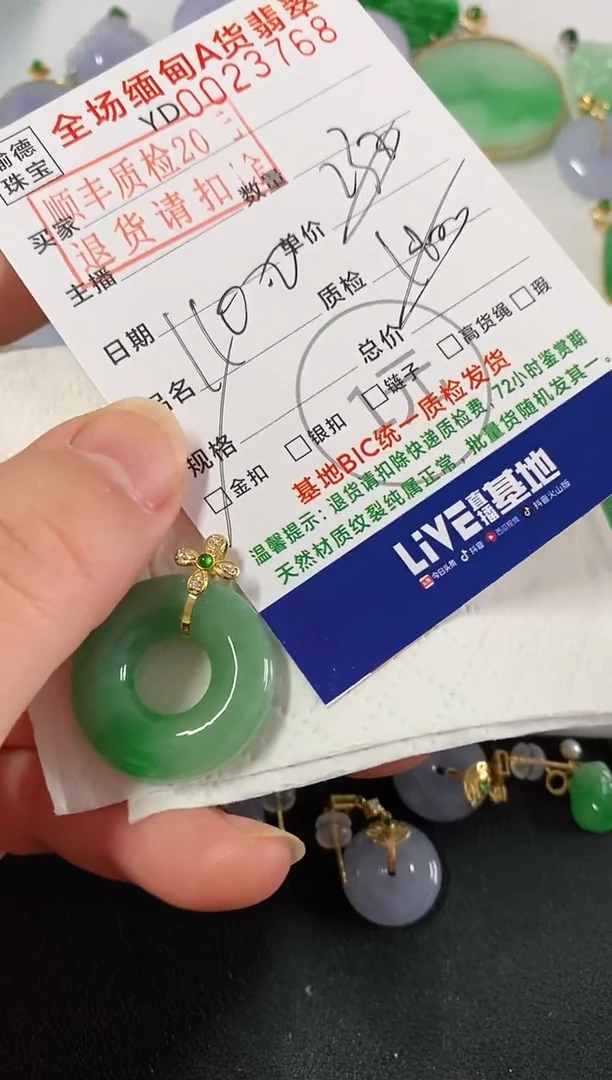 全场缅甸A货翡翠
YD0023768
谕德
珠宝
顺丰质检20
退货请扣
买家
数量
主播
单价
日期
质检
品名
总价
规格
1元
□金扣 □银扣 □链子 □高货绳 □瑕
基地BIC统一质检发货
温馨提示：退货请扣除快速质检费，72小时鉴赏期
天然材质纹裂纯属正常，批量货随机发其一。
LIVE直播基地
今日头条 抖音 西瓜视频 抖音火山版